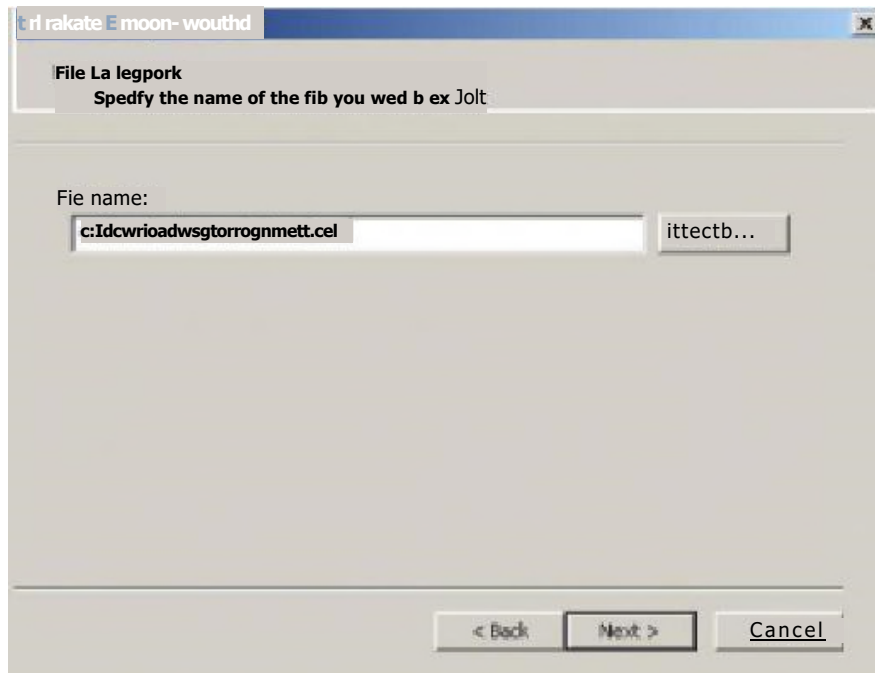 t rl rakate E moon- wouthd
File La legpork
Spedfy the name of the fib you wed b ex Jolt
Fie name:
c:Idcwrioadwsgtorrognmett.cel
ittectb...
< Back
Next >
Cancel